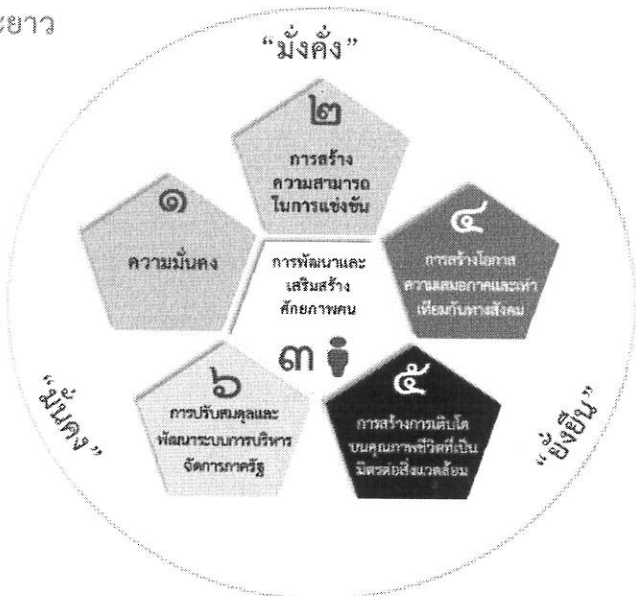 ะยาว
“มั่งคั่ง”
๒
การสร้าง
ความสามารถ
ในการแข่งขัน
๑
ความมั่นคง
๔
การสร้างโอกาส
ความเสมอภาคและเท่า
เทียมกันทางสังคม
การพัฒนาและ
เสริมสร้าง
ศักยภาพคน
๓
๖
การปรับสมดุลและ
พัฒนาระบบการบริหาร
จัดการภาครัฐ
๕
การสร้างการเติบโต
บนคุณภาพชีวิตที่เป็น
มิตรต่อสิ่งแวดล้อม
“มั่นคง”
“ยั่งยืน”